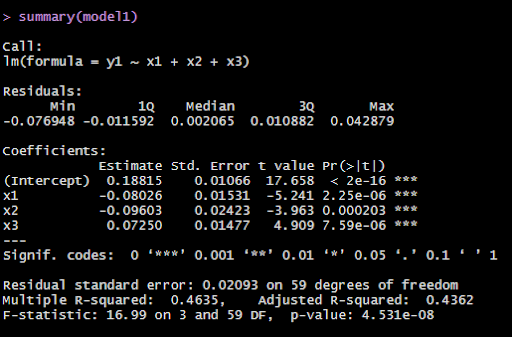 > summary(model1)
Call:
lm(formula = y1 ~ x1 + x2 + x3)
Residuals:
      Min        1Q    Median        3Q       Max
-0.076948 -0.011592  0.002065  0.010882  0.042879
Coefficients:
            Estimate Std. Error t value Pr(>|t|)
(Intercept)  0.18815    0.01066  17.658  < 2e-16 ***
x1          -0.08026    0.01531  -5.241 2.25e-06 ***
x2          -0.09603    0.02423  -3.963 0.000203 ***
x3           0.07250    0.01477   4.909 7.59e-06 ***
---
Signif. codes:  0 ‘***’ 0.001 ‘**’ 0.01 ‘*’ 0.05 ‘.’ 0.1 ‘ ’ 1
Residual standard error: 0.02093 on 59 degrees of freedom
Multiple R-squared:  0.4635,    Adjusted R-squared:  0.4362
F-statistic: 16.99 on 3 and 59 DF,  p-value: 4.531e-08